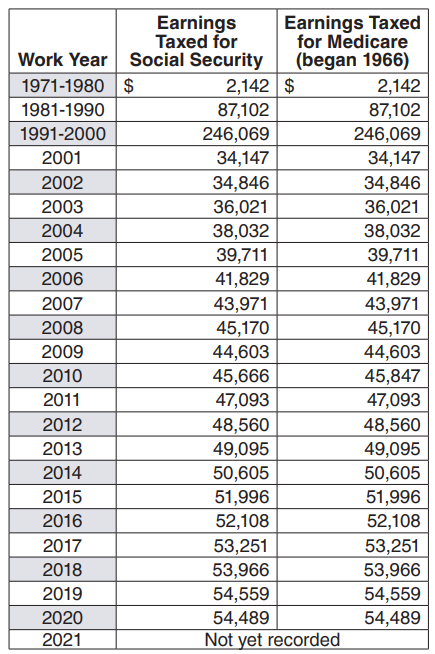 Work Year Earnings Taxed for Social Security Earnings Taxed for Medicare (began 1966)
1971-1980 $ 2,142 $ 2,142
1981-1990 87,102 87,102
1991-2000 246,069 246,069
2001 34,147 34,147
2002 34,846 34,846
2003 36,021 36,021
2004 38,032 38,032
2005 39,711 39,711
2006 41,829 41,829
2007 43,971 43,971
2008 45,170 45,170
2009 44,603 44,603
2010 45,666 45,847
2011 47,093 47,093
2012 48,560 48,560
2013 49,095 49,095
2014 50,605 50,605
2015 51,996 51,996
2016 52,108 52,108
2017 53,251 53,251
2018 53,966 53,966
2019 54,559 54,559
2020 54,489 54,489
2021 Not yet recorded